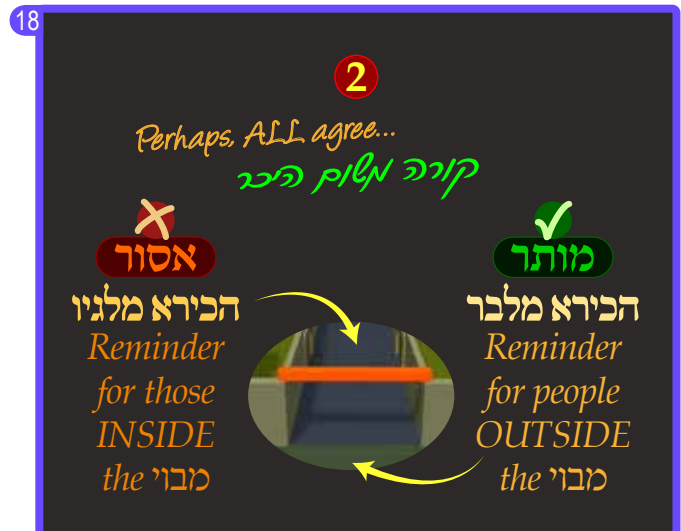 18
2
Perhaps, ALL agree...
קורה משום היכר
אסור
הכירא מלגיו
Reminder
for those
INSIDE
the מבוי
מותר
הכירא מלבר
Reminder
for people
OUTSIDE
the מבוי